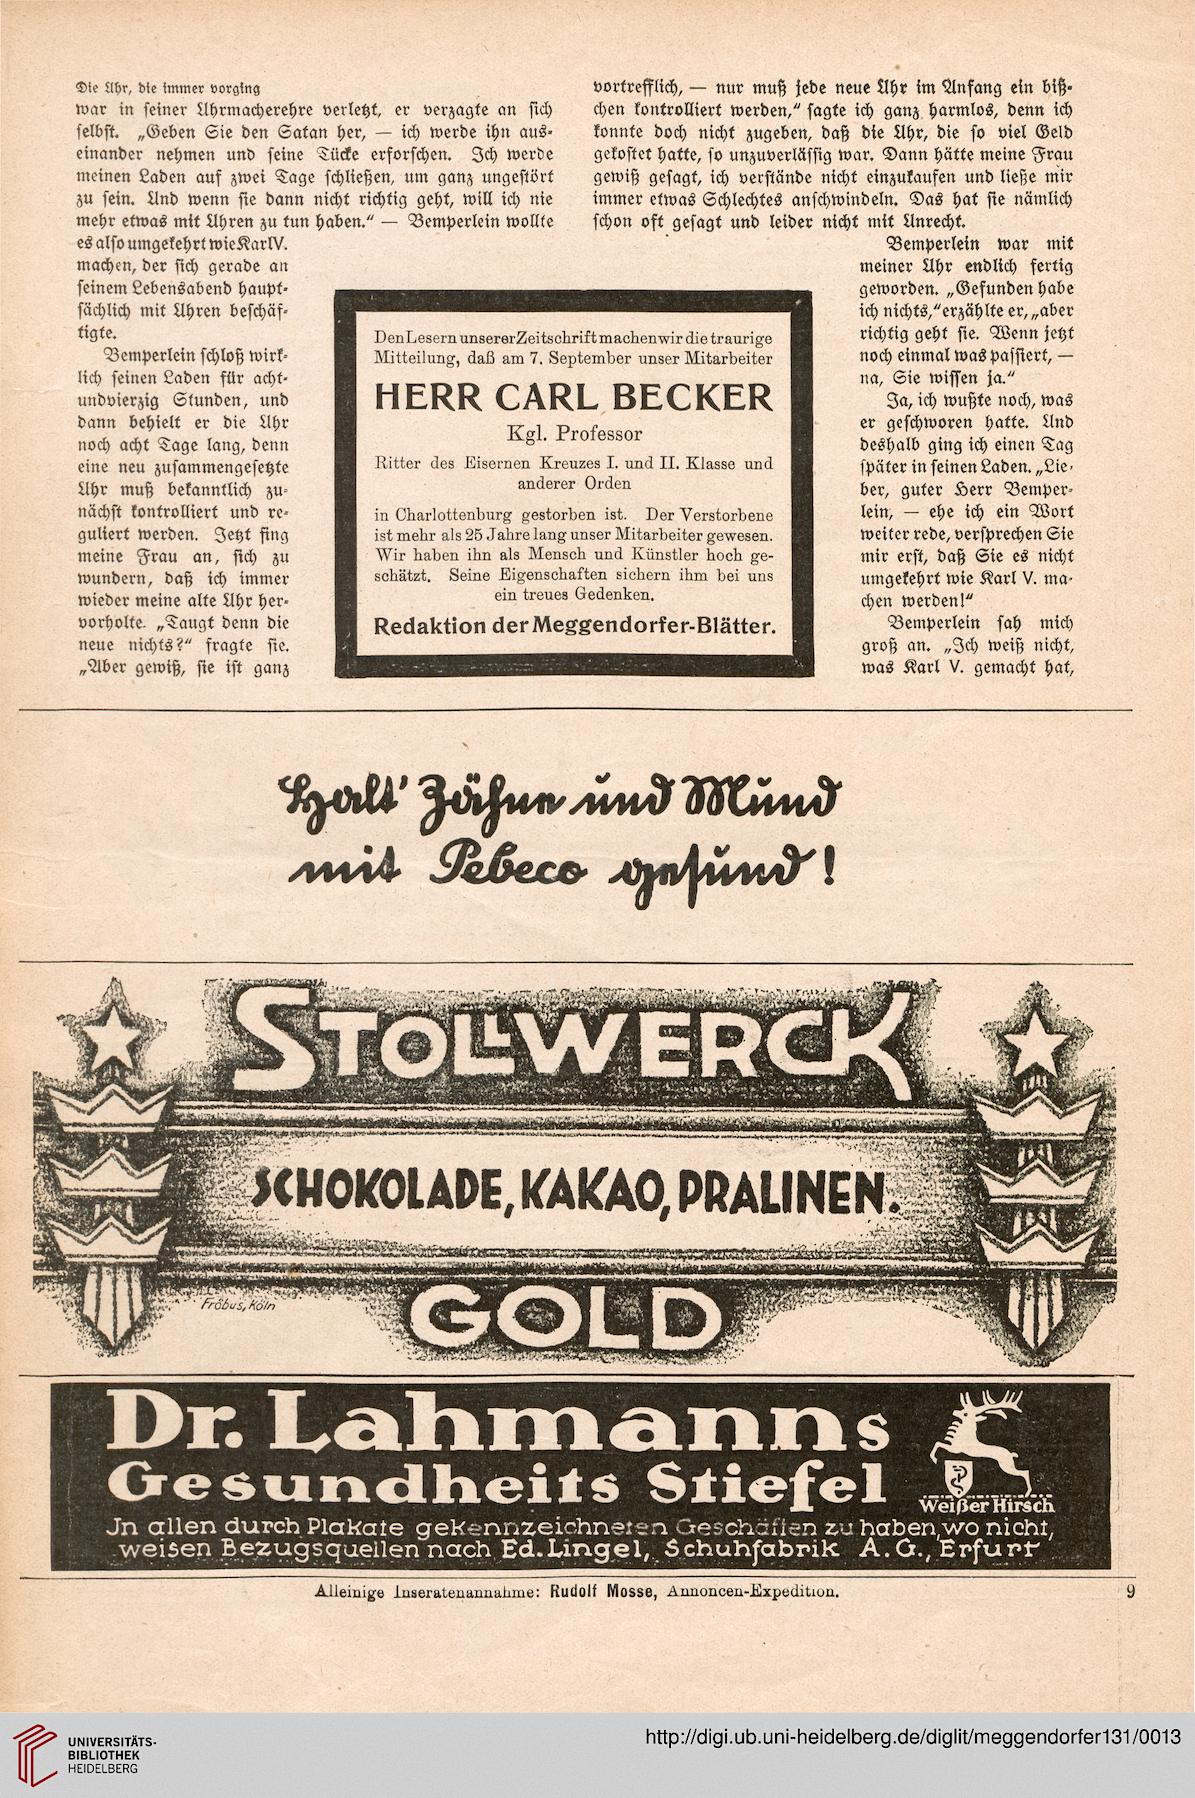 Die Uhr, die immer vorging
war in seiner Uhrmacherehre verletzt, er verzagte an sich
selbst. „Geben Sie den Satan her, — ich werde ihn aus-
einander nehmen und seine Tücke erforschen. Ich werde
meinen Laden auf zwei Tage schließen, um ganz ungestört
zu sein. Und wenn sie dann nicht richtig geht, will ich nie
mehr etwas mit Uhren zu tun haben.“ — Bemperlein wollte
es also umgekehrt wie Karl V.
machen, der sich gerade an
seinem Lebensabend haupt-
sächlich mit Uhren beschäf-
tigte.
Bemperlein schloß wirk-
lich seinen Laden für acht-
undvierzig Stunden, und
dann behielt er die Uhr
noch acht Tage lang, denn
eine neu zusammengesetzte
Uhr muß bekanntlich zu-
nächst kontrolliert und re-
guliert werden. Jetzt fing
meine Frau an, sich zu
wundern, daß ich immer
wieder meine alte Uhr her-
vorholte. „Taugt denn die
neue nichts?“ fragte sie.
„Aber gewiß, sie ist ganz
vortrefflich, — nur muß jede neue Uhr im Anfang ein biß-
chen kontrolliert werden,“ sagte ich ganz harmlos, denn ich
konnte doch nicht zugeben, daß die Uhr, die so viel Geld
gekostet hatte, so unzuverlässig war. Dann hätte meine Frau
gewiß gesagt, ich verstände nicht einzukaufen und ließe mir
immer etwas Schlechtes anschwindeln. Das hat sie nämlich
schon oft gesagt und leider nicht mit Unrecht.
Bemperlein war mit
meiner Uhr endlich fertig
geworden. „Gefunden habe
ich nichts,“ erzählte er, „aber
richtig geht sie. Wenn jetzt
noch einmal was passiert, —
na, Sie wissen ja.“
Ja, ich wußte noch, was
er geschworen hatte. Und
deshalb ging ich einen Tag
später in seinen Laden. „Lie-
ber, guter Herr Bemper-
lein, — ehe ich ein Wort
weiter rede, versprechen Sie
mir erst, daß Sie es nicht
umgekehrt wie Karl V. ma-
chen werden!“
Bemperlein sah mich
groß an. „Ich weiß nicht,
was Karl V. gemacht hat,
Den Lesern unserer Zeitschrift machen wir die traurige
Mitteilung, daß am 7. September unser Mitarbeiter
HERR CARL BECKER
Kgl. Professor
Ritter des Eisernen Kreuzes I. und II. Klasse und
anderer Orden
in Charlottenburg gestorben ist. Der Verstorbene
ist mehr als 25 Jahre lang unser Mitarbeiter gewesen.
Wir haben ihn als Mensch und Künstler hoch ge-
schätzt. Seine Eigenschaften sichern ihm bei uns
ein treues Gedenken.
Redaktion der Meggendorfer-Blätter.
Halt' Zähne und Mund
mit Pebeco gesund!
STOLLWERCK
SCHOKOLADE, KAKAO, PRALINEN.
Fröbus, Köln
GOLD
Dr. Lahmanns
Gesundheits Stiefel
Weißer Hirsch
Jn allen durch Plakate gekennzeichneten Geschäften zu haben, wo nicht,
weisen Bezugsquellen nach Ed. Lingel, Schuhfabrik A. G., Erfurt
Alleinige Inseratenannahme: Rudolf Mosse, Annoncen-Expedition.
9
UNIVERSITÄTS-
BIBLIOTHEK
HEIDELBERG
http://digi.ub.uni-heidelberg.de/diglit/meggendorfer131/0013